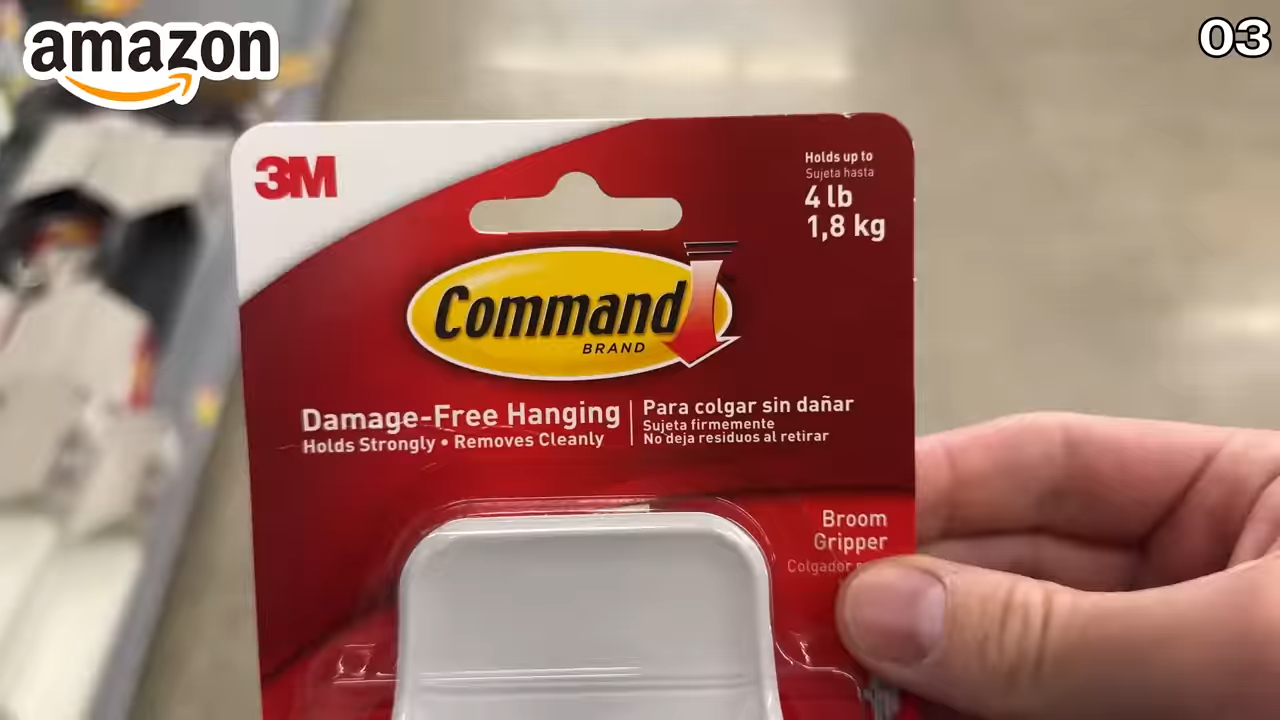 amazon
03
3M
Holds up to
Sujeta hasta
4 lb
1,8 kg
Command
BRAND
Damage-Free Hanging
Holds Strongly • Removes Cleanly
Para colgar sin dañar
Sujeta firmemente
No deja residuos al retirar
Broom
Gripper
Colgador